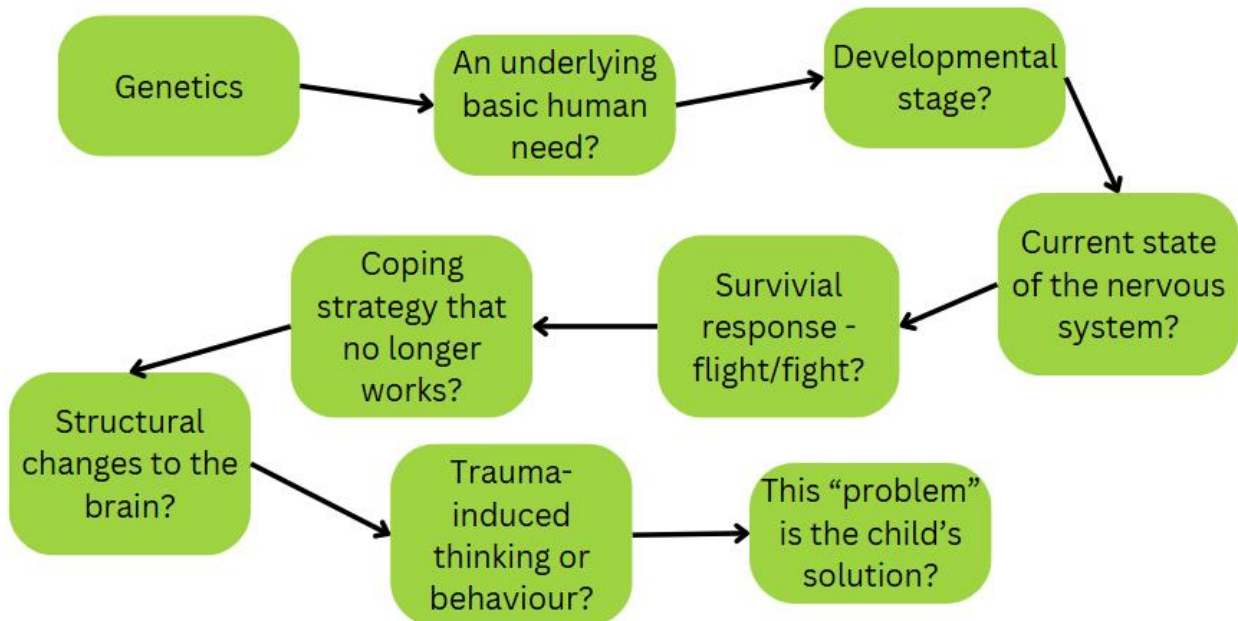 Genetics
An underlying
basic human
need?
Developmental
stage?
Current state
of the nervous
system?
Survivial
response -
flight/fight?
Coping
strategy that
no longer
works?
Structural
changes to the
brain?
Trauma-
induced
thinking or
behaviour?
This “problem”
is the child’s
solution?